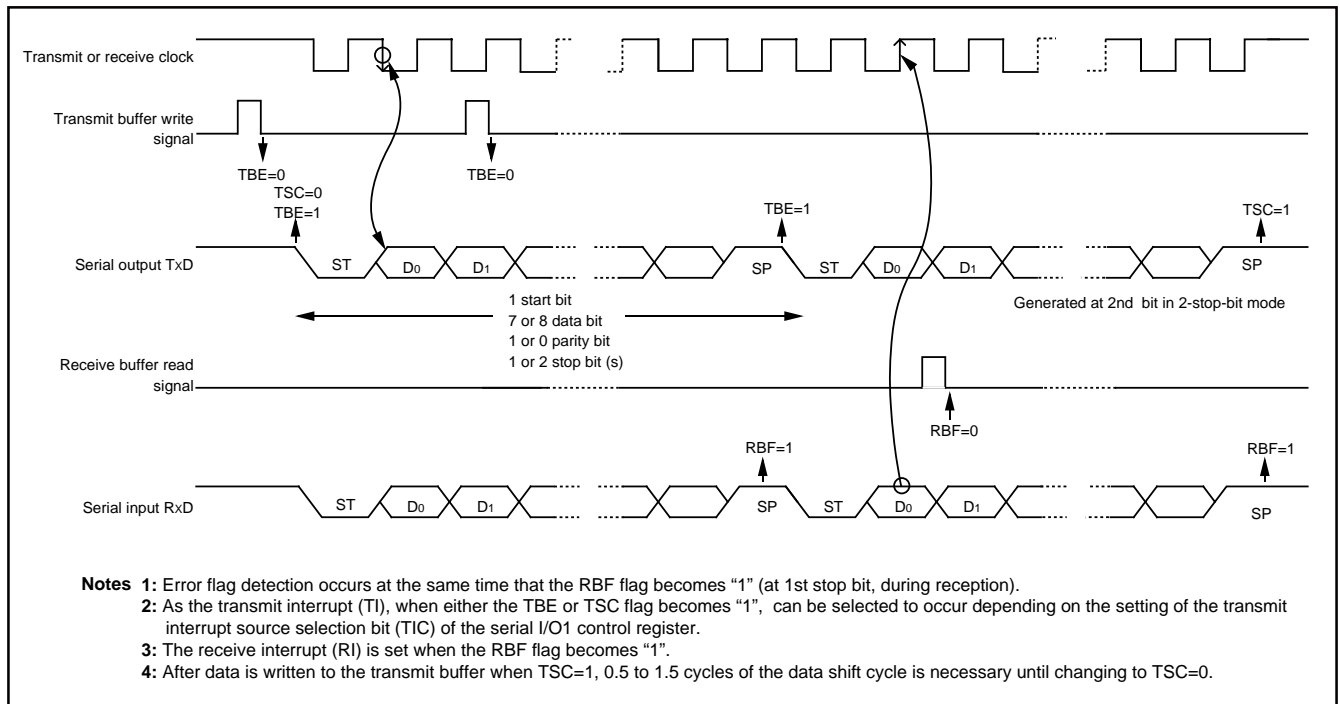 Transmit or receive clock
Transmit buffer write
signal
TBE=0
TSC=0
TBE=1
TBE=0
TBE=1
TSC=1
Serial output TxD
ST
D0
D1
SP
ST
D0
D1
SP
1 start bit
7 or 8 data bit
1 or 0 parity bit
1 or 2 stop bit (s)
Generated at 2nd bit in 2-stop-bit mode
Receive buffer read
signal
RBF=0
RBF=1
RBF=1
Serial input RxD
ST
D0
D1
SP
ST
D0
D1
SP
Notes 1: Error flag detection occurs at the same time that the RBF flag becomes “1” (at 1st stop bit, during reception).
2: As the transmit interrupt (TI), when either the TBE or TSC flag becomes “1”, can be selected to occur depending on the setting of the transmit
interrupt source selection bit (TIC) of the serial I/O1 control register.
3: The receive interrupt (RI) is set when the RBF flag becomes “1”.
4: After data is written to the transmit buffer when TSC=1, 0.5 to 1.5 cycles of the data shift cycle is necessary until changing to TSC=0.